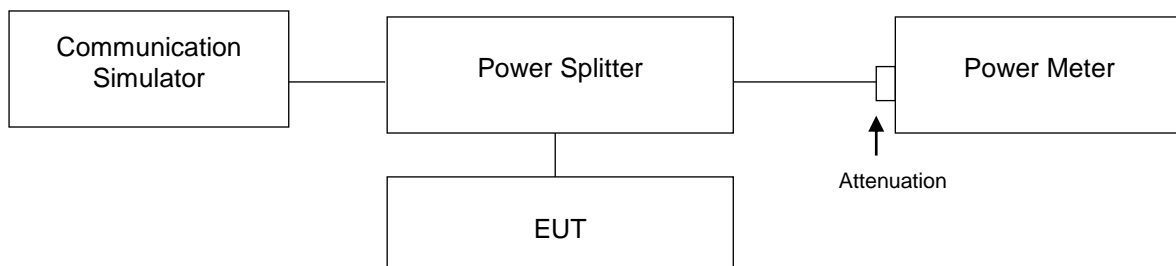 Communication
Simulator
Power Splitter
Power Meter
Attenuation
EUT